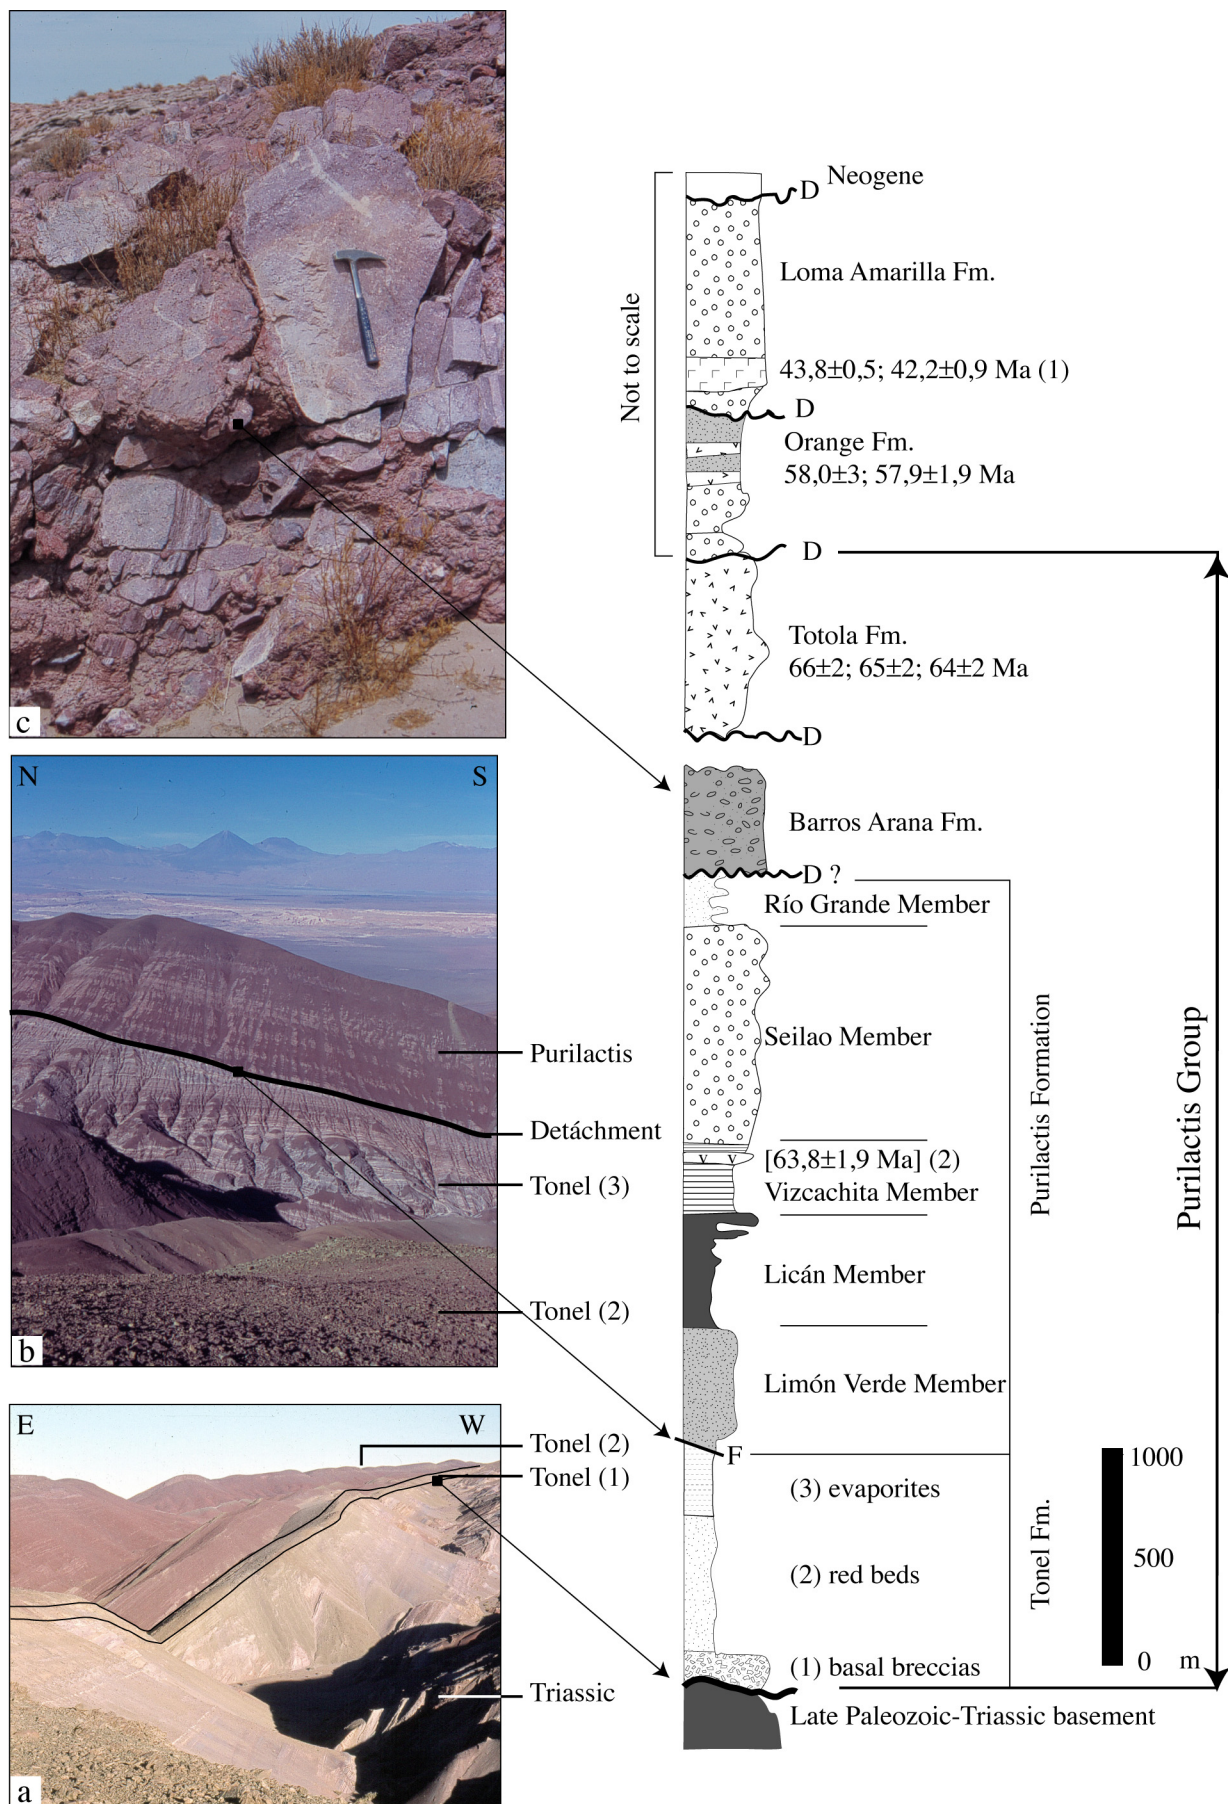 c
N
S
Purilactis
Detáchment
Tonel (3)
Tonel (2)
b
E
W
Tonel (2)
Tonel (1)
Triassic
a
D Neogene
Not to scale
Loma Amarilla Fm.
43,8±0,5; 42,2±0,9 Ma (1)
D
Orange Fm.
58,0±3; 57,9±1,9 Ma
D
Totola Fm.
66±2; 65±2; 64±2 Ma
D
Barros Arana Fm.
D ?
Río Grande Member
Seilao Member
v v
[63,8±1,9 Ma] (2)
Vizcachita Member
Licán Member
Limón Verde Member
F
(3) evaporites
(2) red beds
(1) basal breccias
Late Paleozoic-Triassic basement
Purilactis Formation
Tonel Fm.
Purilactis Group
1000
500
0 m